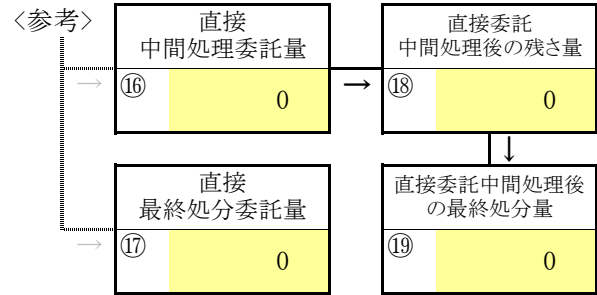 〈参考〉
直接
中間処理委託量
→
⑯
0
→
直接委託
中間処理後の残さ量
⑱
0
↓
直接
最終処分委託量
→
⑰
0
直接委託中間処理後
の最終処分量
⑲
0